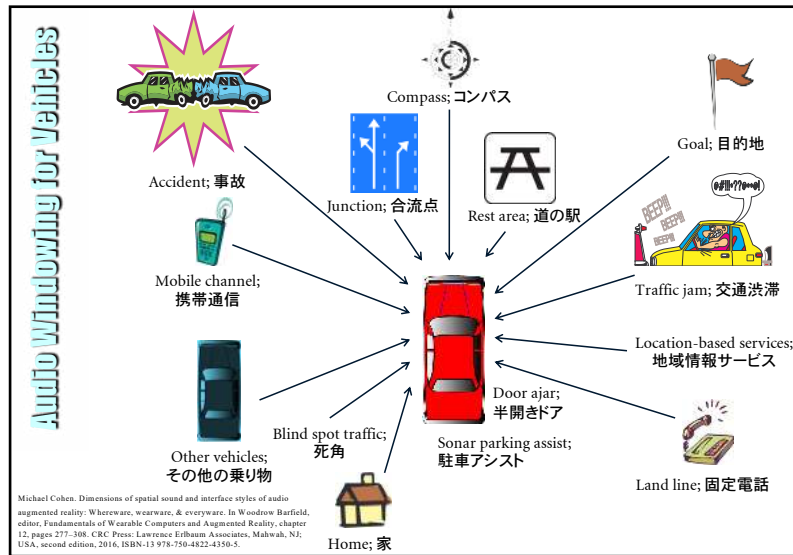 Audio Windowing for Vehicles
Compass; コンパス
Accident; 事故
Junction; 合流点
Rest area; 道の駅
Goal; 目的地
@#!!*??@***@!
BEEP!!!
BEEP!!!
BEEP!!!
Mobile channel;
携帯通信
Traffic jam; 交通渋滞
Location-based services;
地域情報サービス
Door ajar;
半開きドア
Other vehicles;
その他の乗り物
Blind spot traffic;
死角
Sonar parking assist;
駐車アシスト
Land line; 固定電話
Home; 家
Michael Cohen. Dimensions of spatial sound and interface styles of audio
augmented reality: Whereware, wearware, & everyware. In Woodrow Barfield,
editor, Fundamentals of Wearable Computers and Augmented Reality, chapter
12, pages 277–308. CRC Press: Lawrence Erlbaum Associates, Mahwah, NJ;
USA, second edition, 2016, ISBN-13 978-750-4822-4350-5.